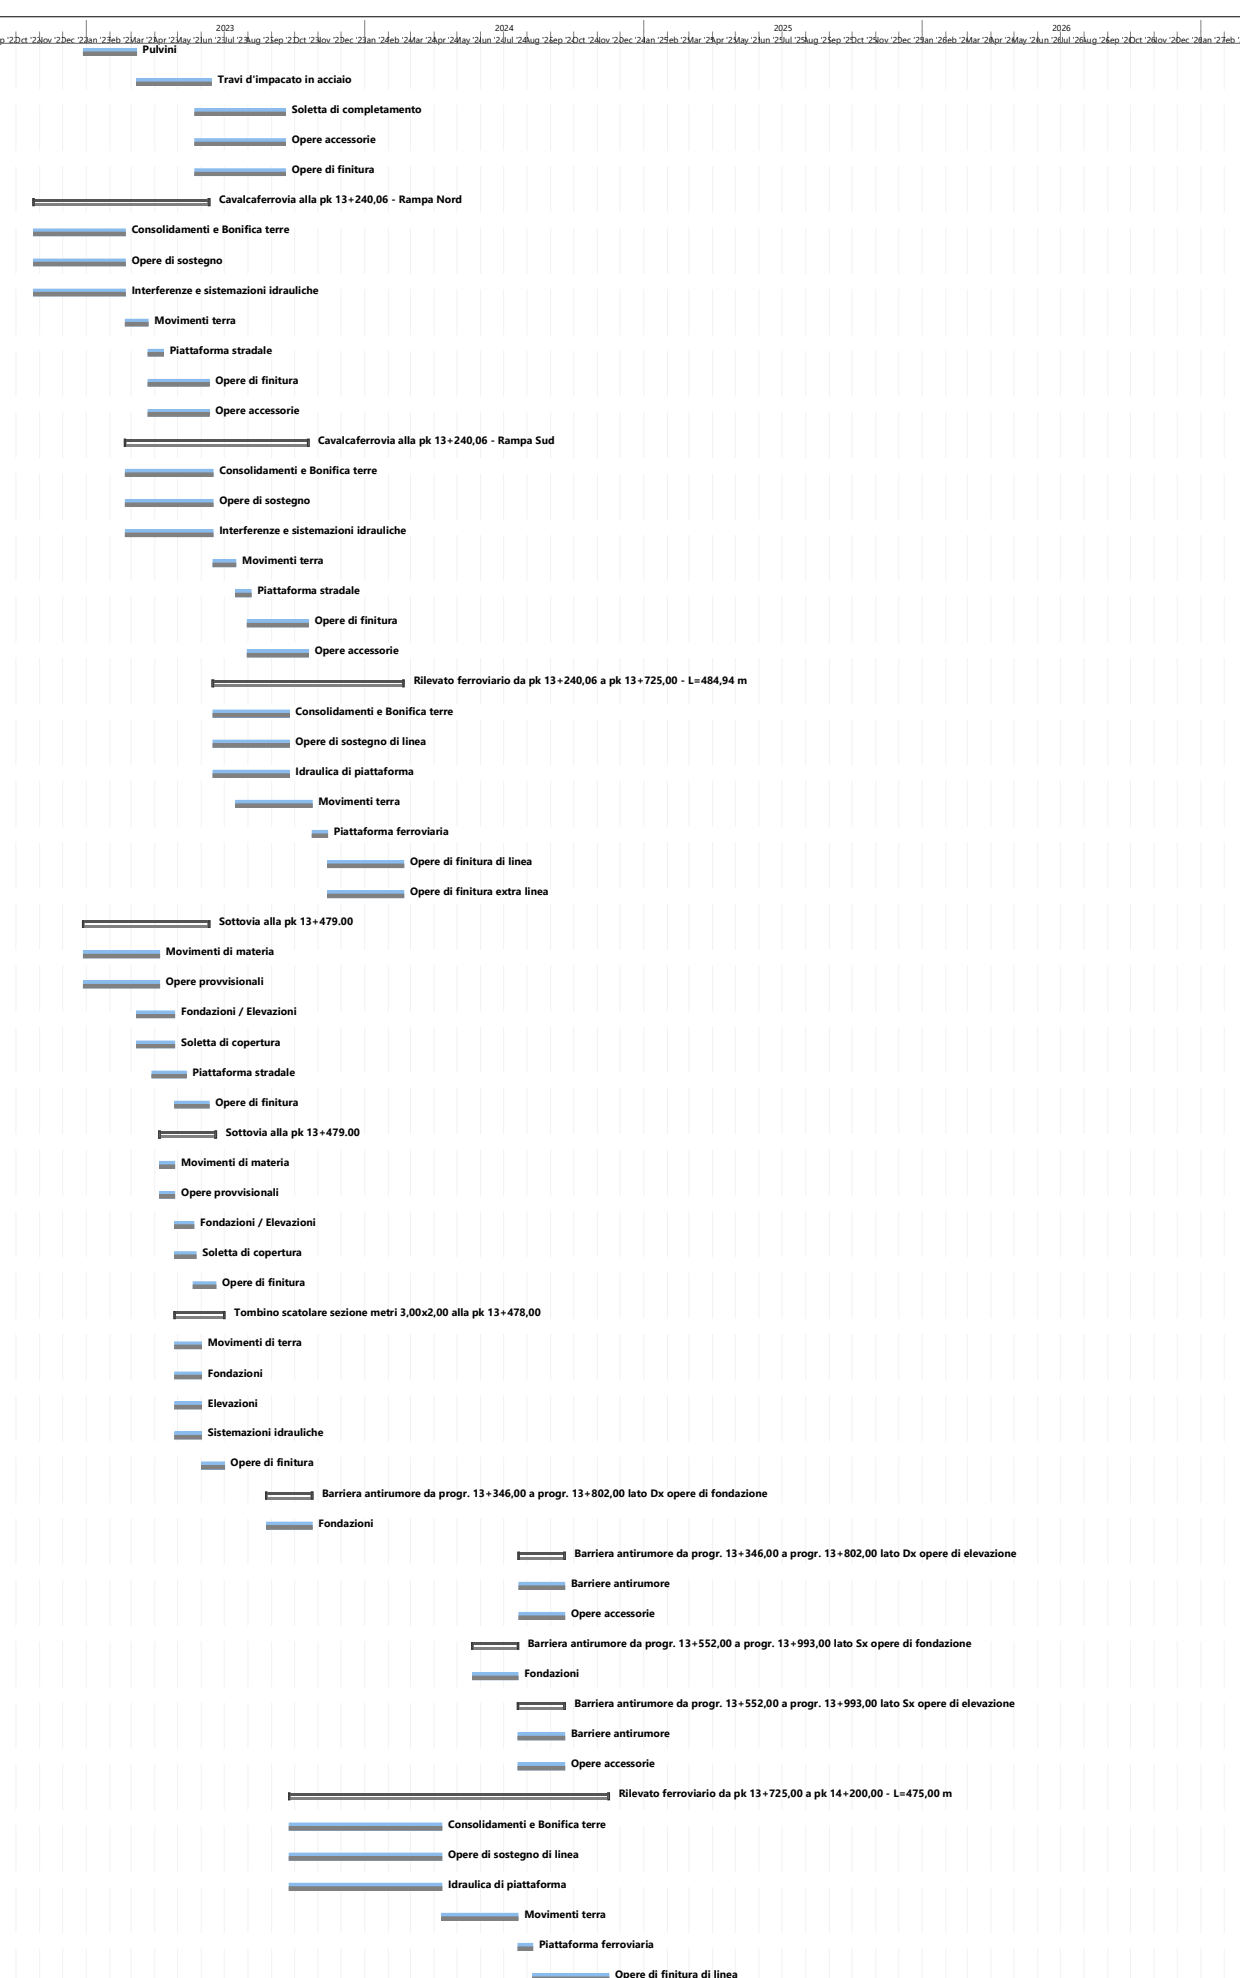 2023 2024 2025 2026
Pulvini
Travi d'impacato in acciaio
Soletta di completamento
Opere accessorie
Opere di finitura
Cavalcaferrovia alla pk 13+240,06 - Rampa Nord
Consolidamenti e Bonifica terre
Opere di sostegno
Interferenze e sistemazioni idrauliche
Movimenti terra
Piattaforma stradale
Opere di finitura
Opere accessorie
Cavalcaferrovia alla pk 13+240,06 - Rampa Sud
Consolidamenti e Bonifica terre
Opere di sostegno
Interferenze e sistemazioni idrauliche
Movimenti terra
Piattaforma stradale
Opere di finitura
Opere accessorie
Rilevato ferroviario da pk 13+240,06 a pk 13+725,00 - L=484,94 m
Consolidamenti e Bonifica terre
Opere di sostegno di linea
Idraulica di piattaforma
Movimenti terra
Piattaforma ferroviaria
Opere di finitura di linea
Opere di finitura extra linea
Sottovia alla pk 13+479.00
Movimenti di materia
Opere provvisionali
Fondazioni / Elevazioni
Soletta di copertura
Piattaforma stradale
Opere di finitura
Sottovia alla pk 13+479.00
Movimenti di materia
Opere provvisionali
Fondazioni / Elevazioni
Soletta di copertura
Opere di finitura
Tombino scatolare sezione metri 3,00x2,00 alla pk 13+478,00
Movimenti di terra
Fondazioni
Elevazioni
Sistemazioni idrauliche
Opere di finitura
Barriera antirumore da progr. 13+346,00 a progr. 13+802,00 lato Dx opere di fondazione
Fondazioni
Barriera antirumore da progr. 13+346,00 a progr. 13+802,00 lato Dx opere di elevazione
Barriere antirumore
Opere accessorie
Barriera antirumore da progr. 13+552,00 a progr. 13+993,00 lato Sx opere di fondazione
Fondazioni
Barriera antirumore da progr. 13+552,00 a progr. 13+993,00 lato Sx opere di elevazione
Barriere antirumore
Opere accessorie
Rilevato ferroviario da pk 13+725,00 a pk 14+200,00 - L=475,00 m
Consolidamenti e Bonifica terre
Opere di sostegno di linea
Idraulica di piattaforma
Movimenti terra
Piattaforma ferroviaria
Opere di finitura di linea